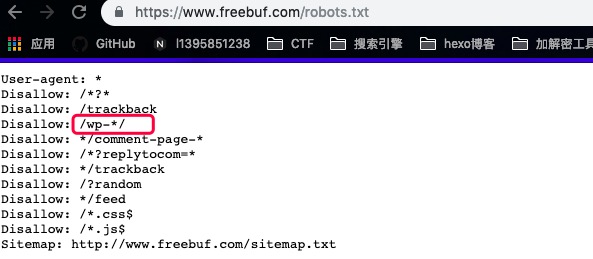 https://www.freebuf.com/robots.txt
应用 GitHub N l1395851238 CTF 搜索引擎 hexo博客 加解密工具
User-agent: *
Disallow: /*?*
Disallow: /trackback
Disallow: /wp-*/
Disallow: */comment-page-*
Disallow: /*?replytocom=*
Disallow: */trackback
Disallow: /?random
Disallow: */feed
Disallow: /*.css$
Disallow: /*.js$
Sitemap: http://www.freebuf.com/sitemap.txt